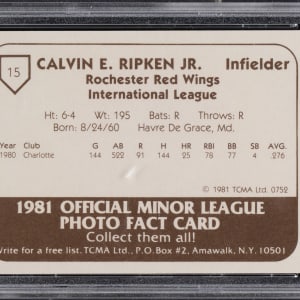 15
CALVIN E. RIPKEN JR. Infielder
Rochester Red Wings
International League
Ht: 6-4 Wt: 195 Bats: R Throws: R
Born: 8/24/60 Havre De Grace, Md.
Year Club G AB R H HR RBI BB SB AVG.
1980 Charlotte 144 522 91 144 25 78 77 4 .276
© 1981 TCMA Ltd. 0752
1981 OFFICIAL MINOR LEAGUE
PHOTO FACT CARD
Collect them all!
Write for a free list. TCMA Ltd., P.O. Box #2, Amawalk, N.Y. 10501